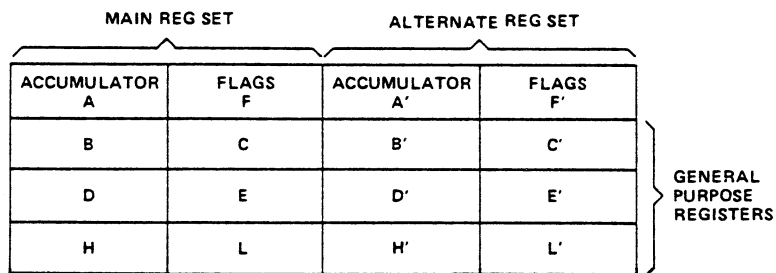 MAIN REG SET ALTERNATE REG SET
ACCUMULATOR FLAGS ACCUMULATOR FLAGS
A F A′ F′
B C B′ C′
D E D′ E′
H L H′ L′
GENERAL
PURPOSE
REGISTERS